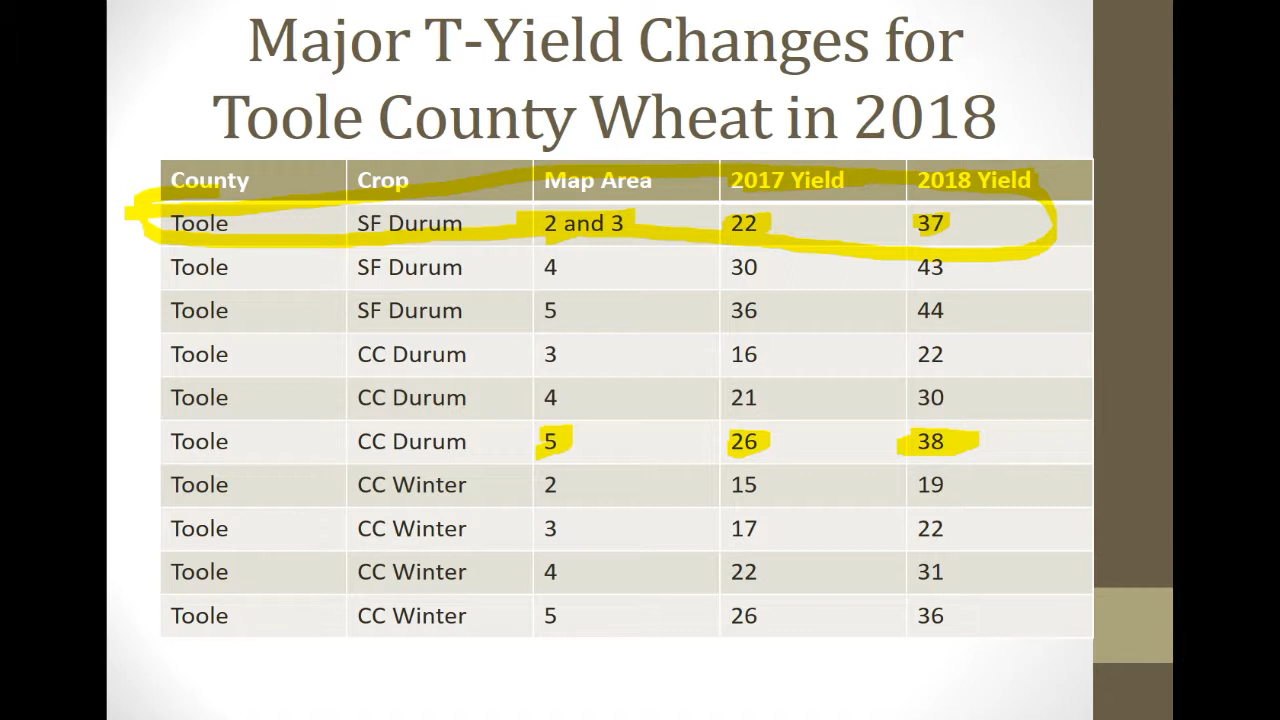 Major T-Yield Changes for
Toole County Wheat in 2018
County Crop Map Area 2017 Yield 2018 Yield
Toole SF Durum 2 and 3 22 37
Toole SF Durum 4 30 43
Toole SF Durum 5 36 44
Toole CC Durum 3 16 22
Toole CC Durum 4 21 30
Toole CC Durum 5 26 38
Toole CC Winter 2 15 19
Toole CC Winter 3 17 22
Toole CC Winter 4 22 31
Toole CC Winter 5 26 36